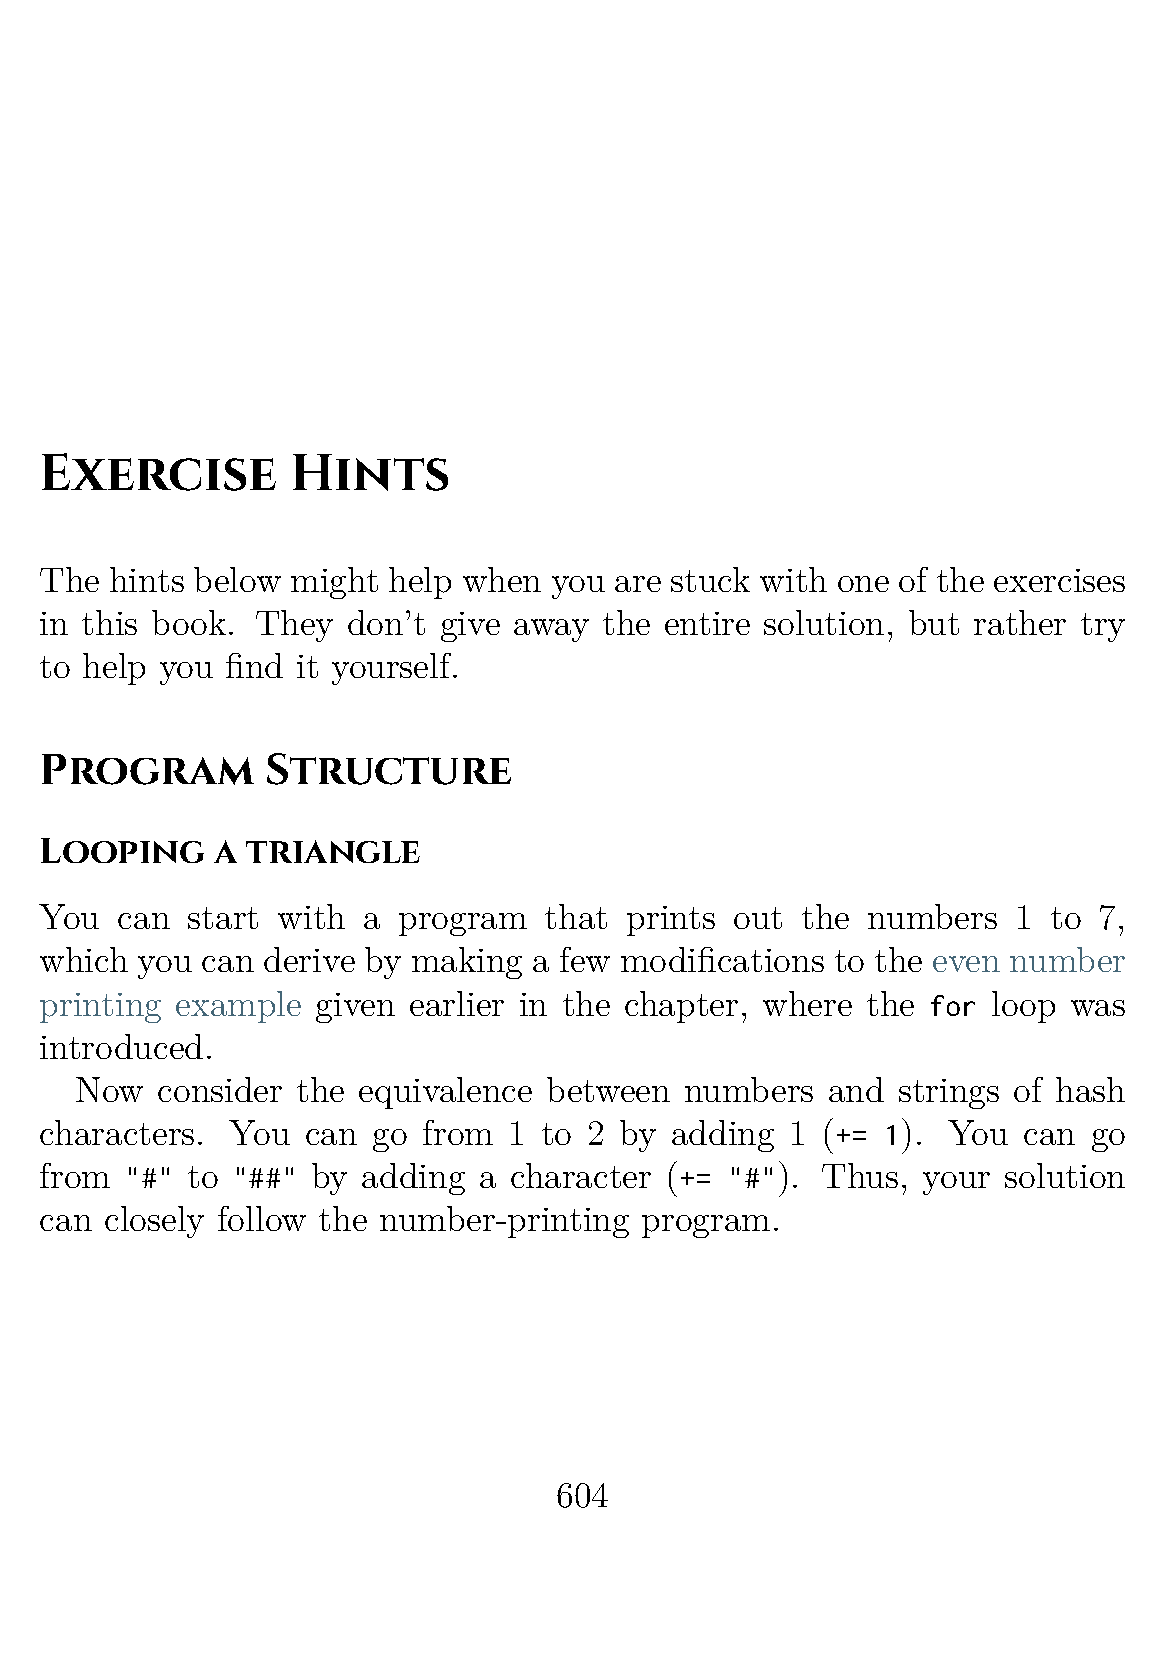 Exercise Hints
The hints below might help when you are stuck with one of the exercises
in this book. They don't give away the entire solution, but rather try
to help you find it yourself.
Program Structure
Looping a triangle
You can start with a program that prints out the numbers 1 to 7,
which you can derive by making a few modifications to the even number
printing example given earlier in the chapter, where the for loop was
introduced.
Now consider the equivalence between numbers and strings of hash
characters. You can go from 1 to 2 by adding 1 (+= 1). You can go
from "#" to "##" by adding a character (+= "#"). Thus, your solution
can closely follow the number-printing program.
604